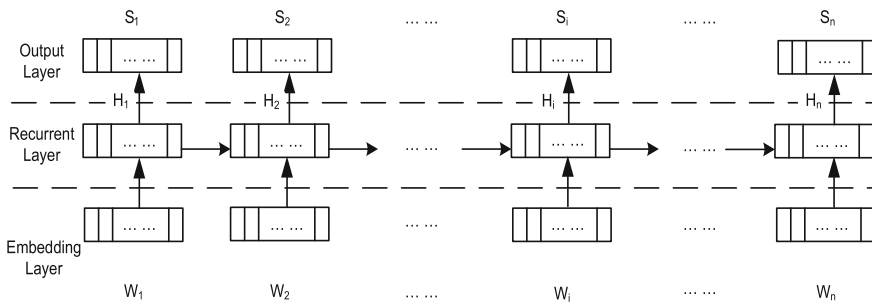 S1 S2 ... ... Si ... ... Sn
Output
Layer
... ... ... ... ... ... ... ...
H1 H2 Hi Hn
Recurrent
Layer
... ... ... ... ... ... ... ... ... ... ... ...
... ... ... ... ... ... ... ... ... ... ... ...
Embedding
Layer
W1 W2 ... ... Wi ... ... Wn